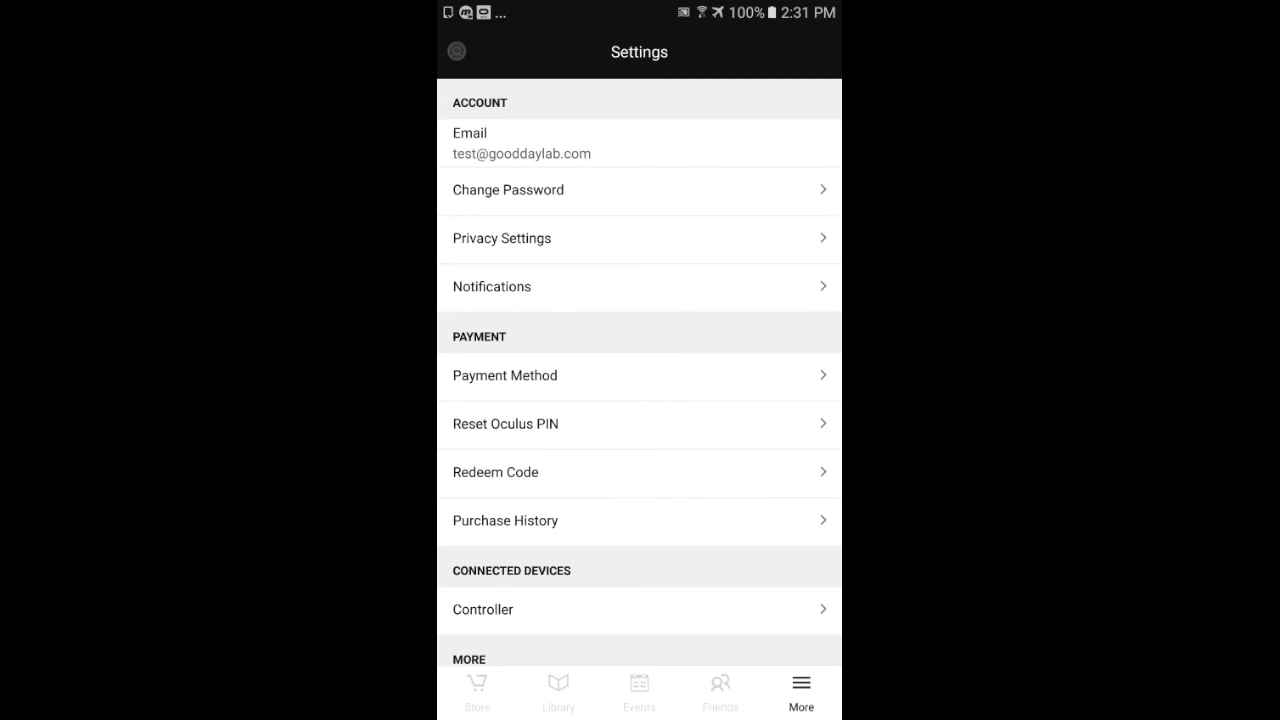 ... 100% 2:31 PM
Settings
ACCOUNT
Email
test@gooddaylab.com
Change Password
Privacy Settings
Notifications
PAYMENT
Payment Method
Reset Oculus PIN
Redeem Code
Purchase History
CONNECTED DEVICES
Controller
MORE
Store Library Events Friends More